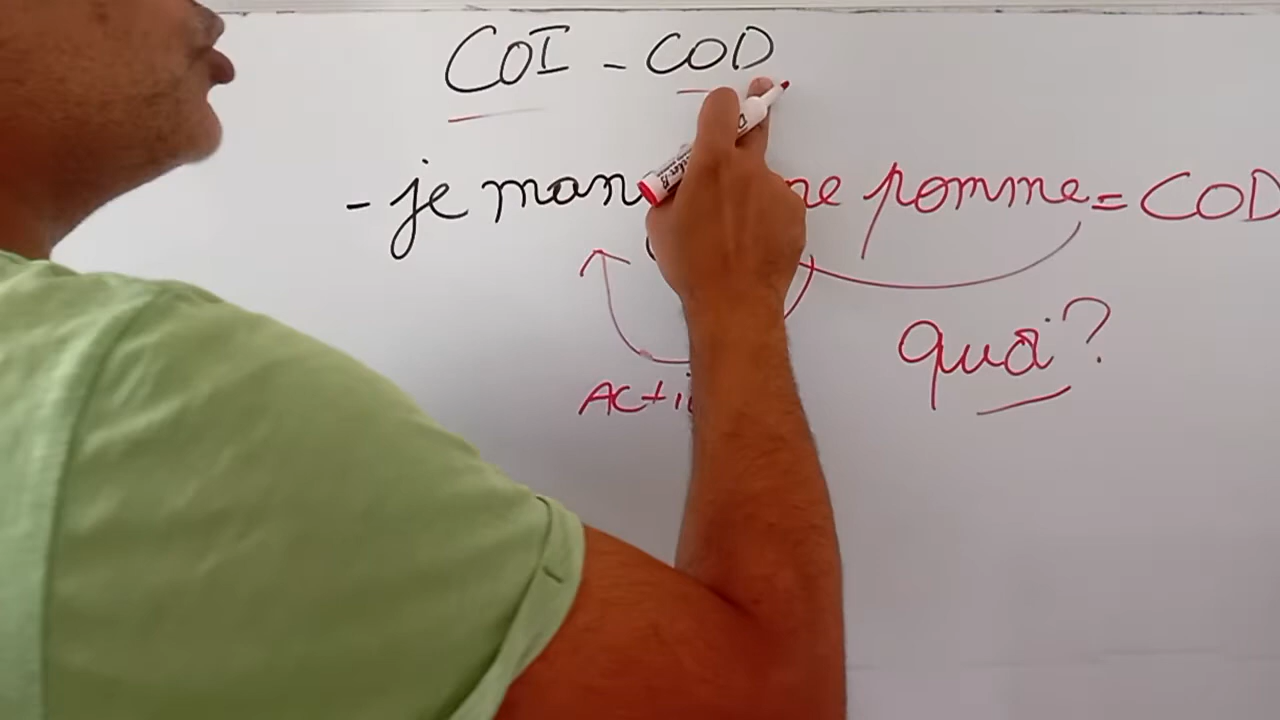 COI - COD
- je man ne pomme = COD
quoi ?
Acti